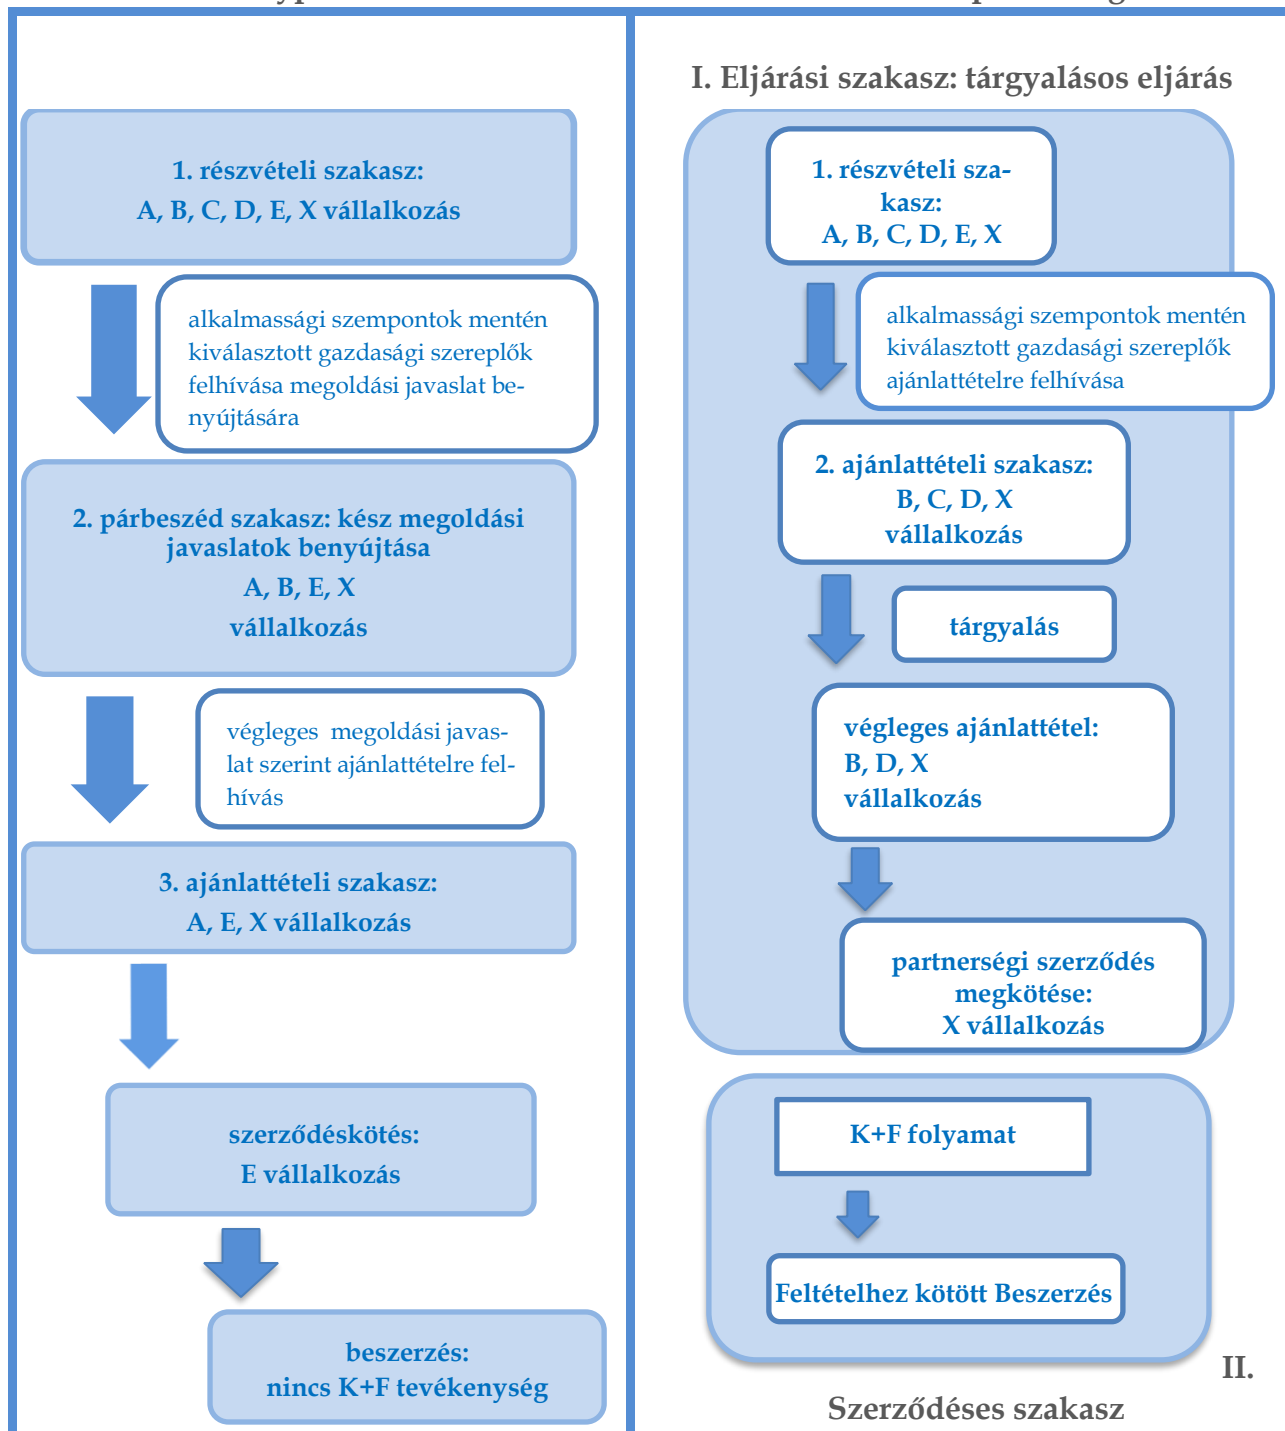 1. részvételi szakasz:
A, B, C, D, E, X vállalkozás
alkalmassági szempontok mentén
kiválasztott gazdasági szereplők
felhívása megoldási javaslat be-
nyújtására
2. párbeszéd szakasz: kész megoldási
javaslatok benyújtása
A, B, E, X
vállalkozás
végleges megoldási javas-
lat szerint ajánlattételre fel-
hívás
3. ajánlattételi szakasz:
A, E, X vállalkozás
szerződéskötés:
E vállalkozás
beszerzés:
nincs K+F tevékenység
I. Eljárási szakasz: tárgyalásos eljárás
1. részvételi sza-
kasz:
A, B, C, D, E, X
alkalmassági szempontok mentén
kiválasztott gazdasági szereplők
ajánlattételre felhívása
2. ajánlattételi szakasz:
B, C, D, X
vállalkozás
tárgyalás
végleges ajánlattétel:
B, D, X
vállalkozás
partnerségi szerződés
megkötése:
X vállalkozás
K+F folyamat
Feltételhez kötött Beszerzés
II.
Szerződéses szakasz